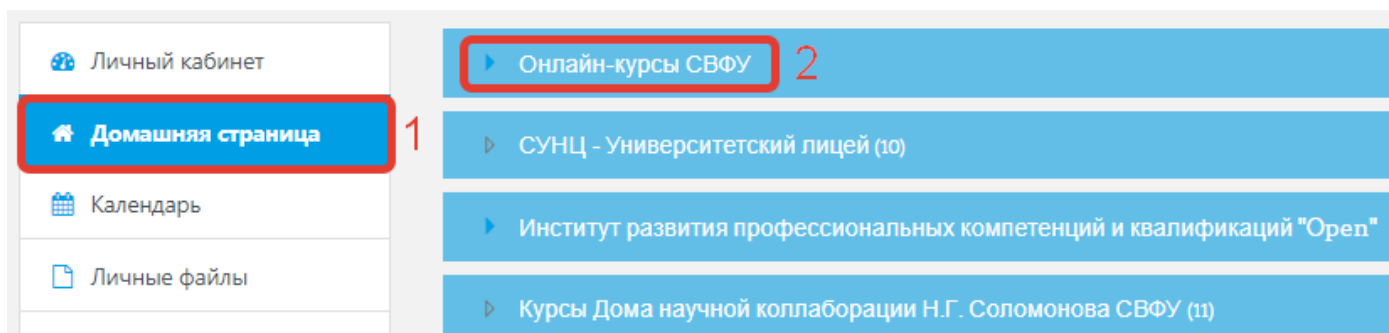 Личный кабинет
Домашняя страница
1
Календарь
Личные файлы
Онлайн-курсы СВФУ
2
СУНЦ - Университетский лицей (10)
Институт развития профессиональных компетенций и квалификаций "Open"
Курсы Дома научной коллаборации Н.Г. Соломонова СВФУ (11)